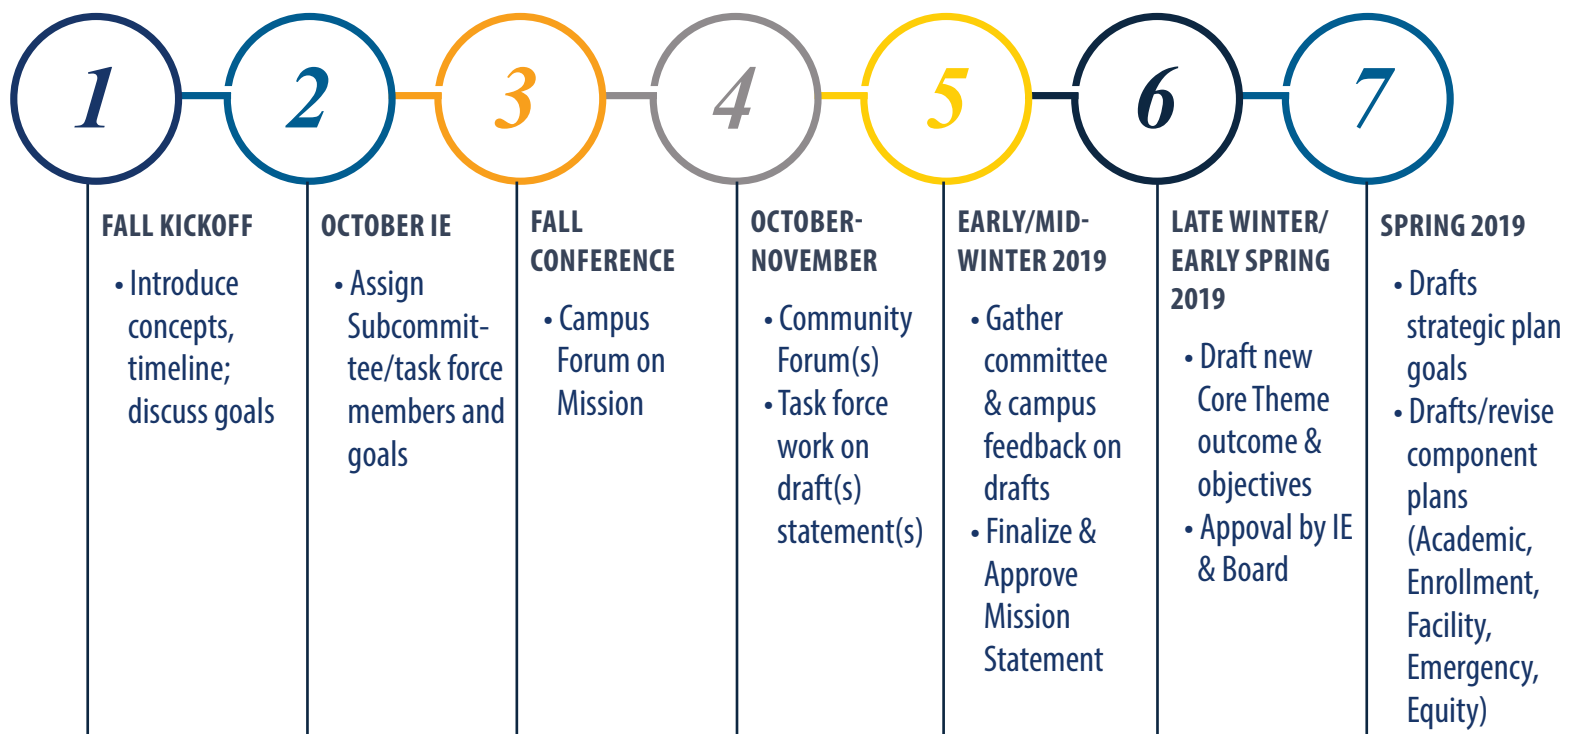 1
2
3
4
5
6
7
FALL KICKOFF
• Introduce
concepts,
timeline;
discuss goals
OCTOBER IE
• Assign
Subcommit-
tee/task force
members and
goals
FALL
CONFERENCE
• Campus
Forum on
Mission
OCTOBER-
NOVEMBER
• Community
Forum(s)
• Task force
work on
draft(s)
statement(s)
EARLY/MID-
WINTER 2019
• Gather
committee
& campus
feedback on
drafts
• Finalize &
Approve
Mission
Statement
LATE WINTER/
EARLY SPRING
2019
• Draft new
Core Theme
outcome &
objectives
• Appoval by IE
& Board
SPRING 2019
• Drafts
strategic plan
goals
• Drafts/revise
component
plans
(Academic,
Enrollment,
Facility,
Emergency,
Equity)